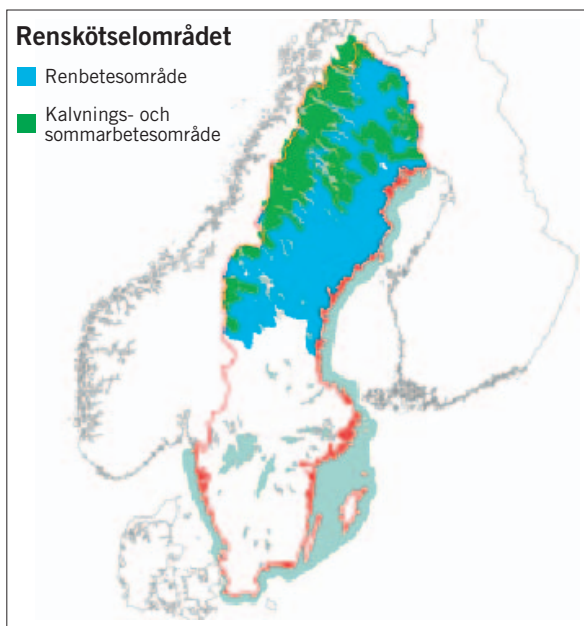 Renskötselområdet
Renbetesområde
Kalvnings- och
sommarbetesområde